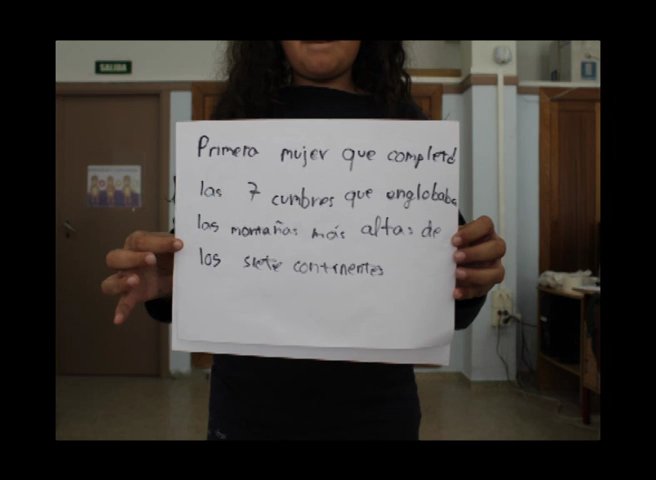 SALIDA
Primera mujer que completó
las 7 cumbres que englobaba
las montañas más altas de
los siete continentes